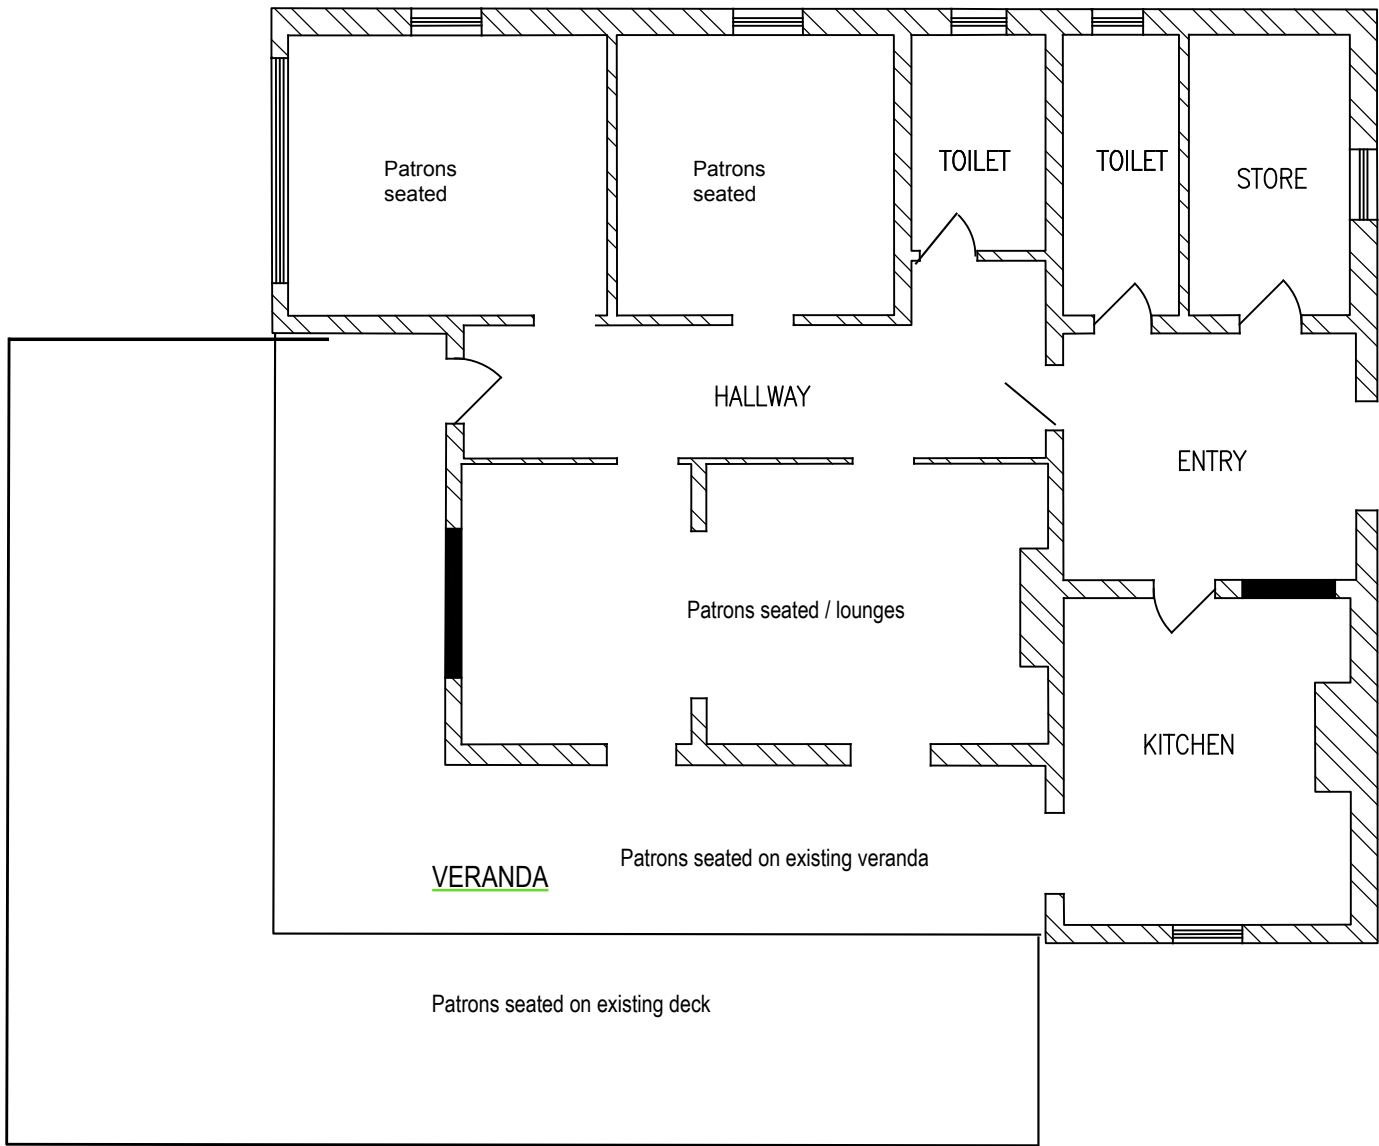 Patrons
seated
Patrons
seated
TOILET
TOILET
STORE
HALLWAY
ENTRY
Patrons seated / lounges
KITCHEN
Patrons seated on existing veranda
VERANDA
Patrons seated on existing deck